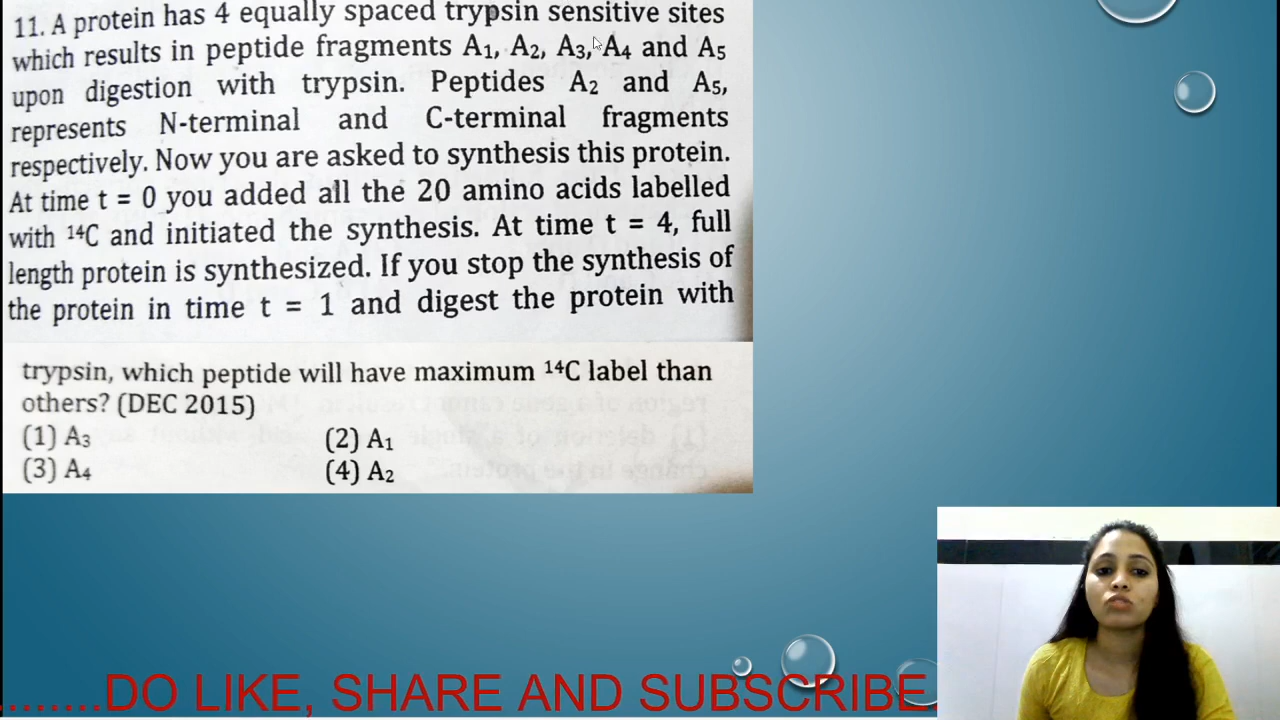 11. A protein has 4 equally spaced trypsin sensitive sites
which results in peptide fragments A₁, A₂, A₃, A₄ and A₅
upon digestion with trypsin. Peptides A₂ and A₅,
represents N-terminal and C-terminal fragments
respectively. Now you are asked to synthesis this protein.
At time t = 0 you added all the 20 amino acids labelled
with ¹⁴C and initiated the synthesis. At time t = 4, full
length protein is synthesized. If you stop the synthesis of
the protein in time t = 1 and digest the protein with
trypsin, which peptide will have maximum ¹⁴C label than
others? (DEC 2015)
(1) A₃ (2) A₁
(3) A₄ (4) A₂
........DO LIKE, SHARE AND SUBSCRIBE.